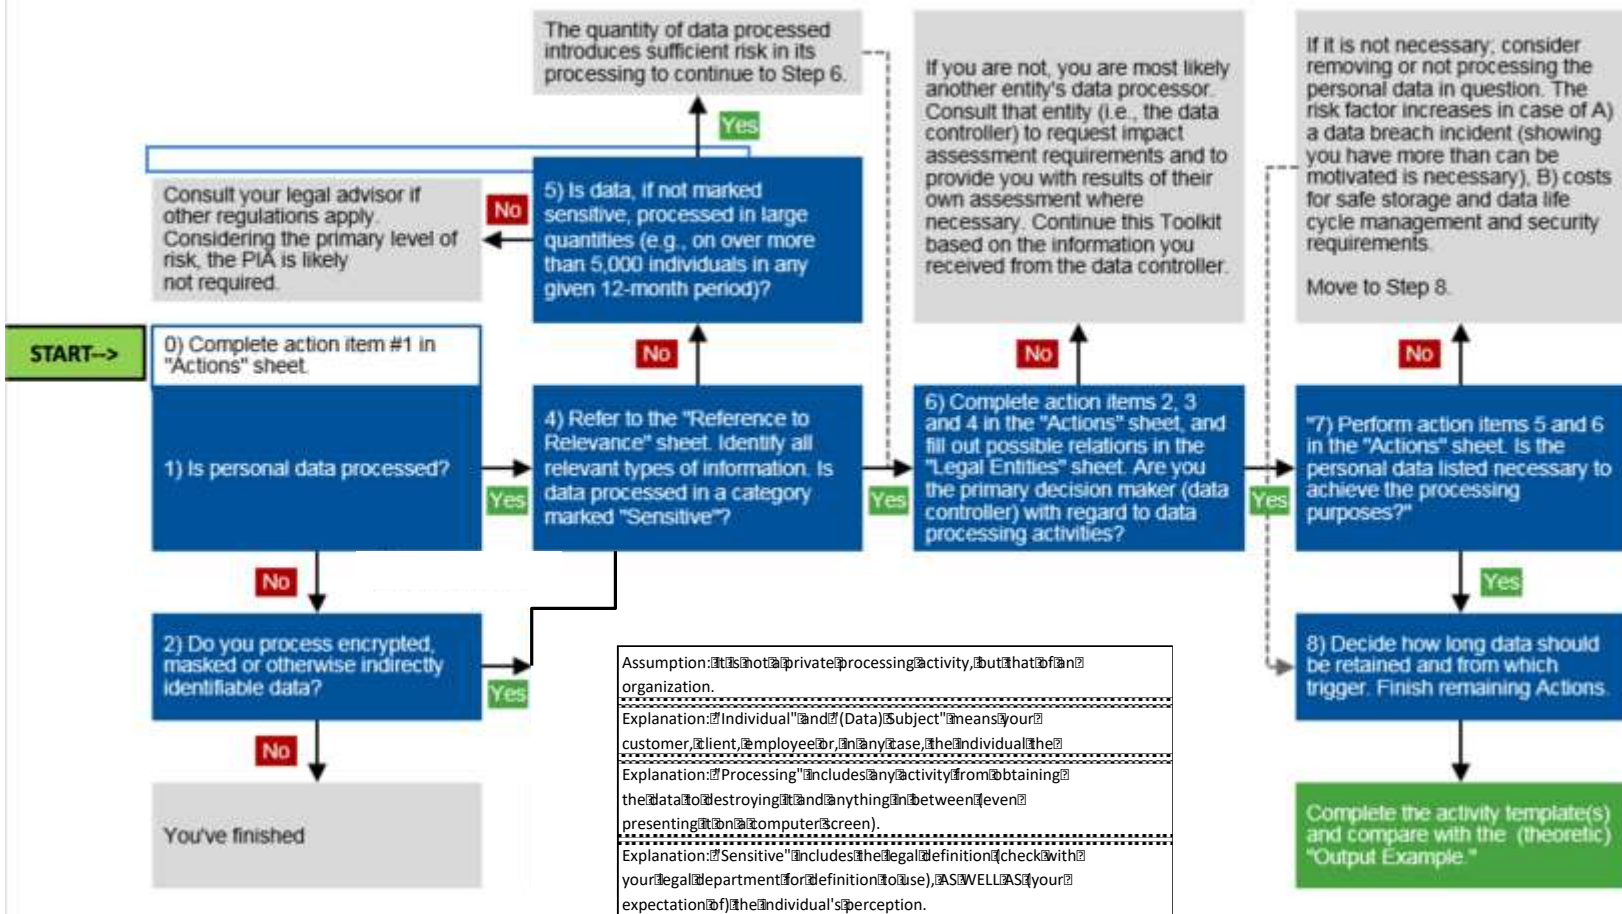 The quantity of data processed
introduces sufficient risk in its
processing to continue to Step 6.
If you are not, you are most likely
another entity's data processor.
Consult that entity (i.e., the data
controller) to request impact
assessment requirements and to
provide you with results of their
own assessment where
necessary. Continue this Toolkit
based on the information you
received from the data controller.
If it is not necessary, consider
removing or not processing the
personal data in question. The
risk factor increases in case of A)
a data breach incident (showing
you have more than can be
motivated is necessary), B) costs
for safe storage and data life
cycle management and security
requirements.
Move to Step 8.
Yes
Consult your legal advisor if
other regulations apply.
Considering the primary level of
risk, the PIA is likely
not required.
No
5) Is data, if not marked
sensitive, processed in large
quantities (e.g., on over more
than 5,000 individuals in any
given 12-month period)?
START-->
0) Complete action item #1 in
"Actions" sheet.
No
No
No
1) Is personal data processed?
Yes
4) Refer to the "Reference to
Relevance" sheet. Identify all
relevant types of information. Is
data processed in a category
marked "Sensitive"?
Yes
6) Complete action items 2, 3
and 4 in the "Actions" sheet, and
fill out possible relations in the
"Legal Entities" sheet. Are you
the primary decision maker (data
controller) with regard to data
processing activities?
Yes
"7) Perform action items 5 and 6
in the "Actions" sheet. Is the
personal data listed necessary to
achieve the processing
purposes?"
No
Yes
2) Do you process encrypted,
masked or otherwise indirectly
identifiable data?
Yes
8) Decide how long data should
be retained and from which
trigger. Finish remaining Actions.
No
You've finished
Assumption: It is not a private processing activity, but that of an
organization.
Explanation: "Individual" and "(Data) Subject" means your
customer, client, employee or, in any case, the individual the
Explanation: "Processing" includes any activity from obtaining
the data to destroying it and anything in between (even
presenting it on a computer screen).
Explanation: "Sensitive" includes the legal definition (check with
your legal department for definition to use), AS WELL AS (your
expectation of) the individual's perception.
Complete the activity template(s)
and compare with the (theoretic)
"Output Example."